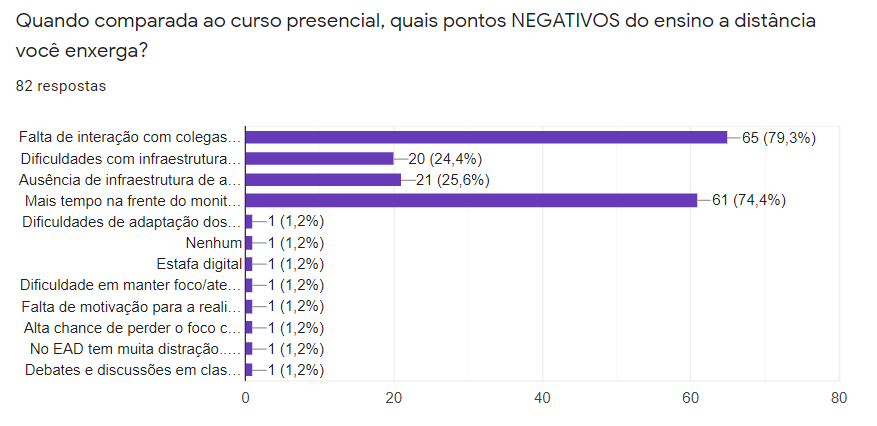 Quando comparada ao curso presencial, quais pontos NEGATIVOS do ensino a distância
você enxerga?
82 respostas
Falta de interação com colegas… 65 (79,3%)
Dificuldades com infraestrutura… 20 (24,4%)
Ausência de infraestrutura de a… 21 (25,6%)
Mais tempo na frente do monit… 61 (74,4%)
Dificuldades de adaptação dos… 1 (1,2%)
Nenhum 1 (1,2%)
Estafa digital 1 (1,2%)
Dificuldade em manter foco/ate… 1 (1,2%)
Falta de motivação para a reali… 1 (1,2%)
Alta chance de perder o foco c… 1 (1,2%)
No EAD tem muita distração..… 1 (1,2%)
Debates e discussões em clas… 1 (1,2%)
0 20 40 60 80